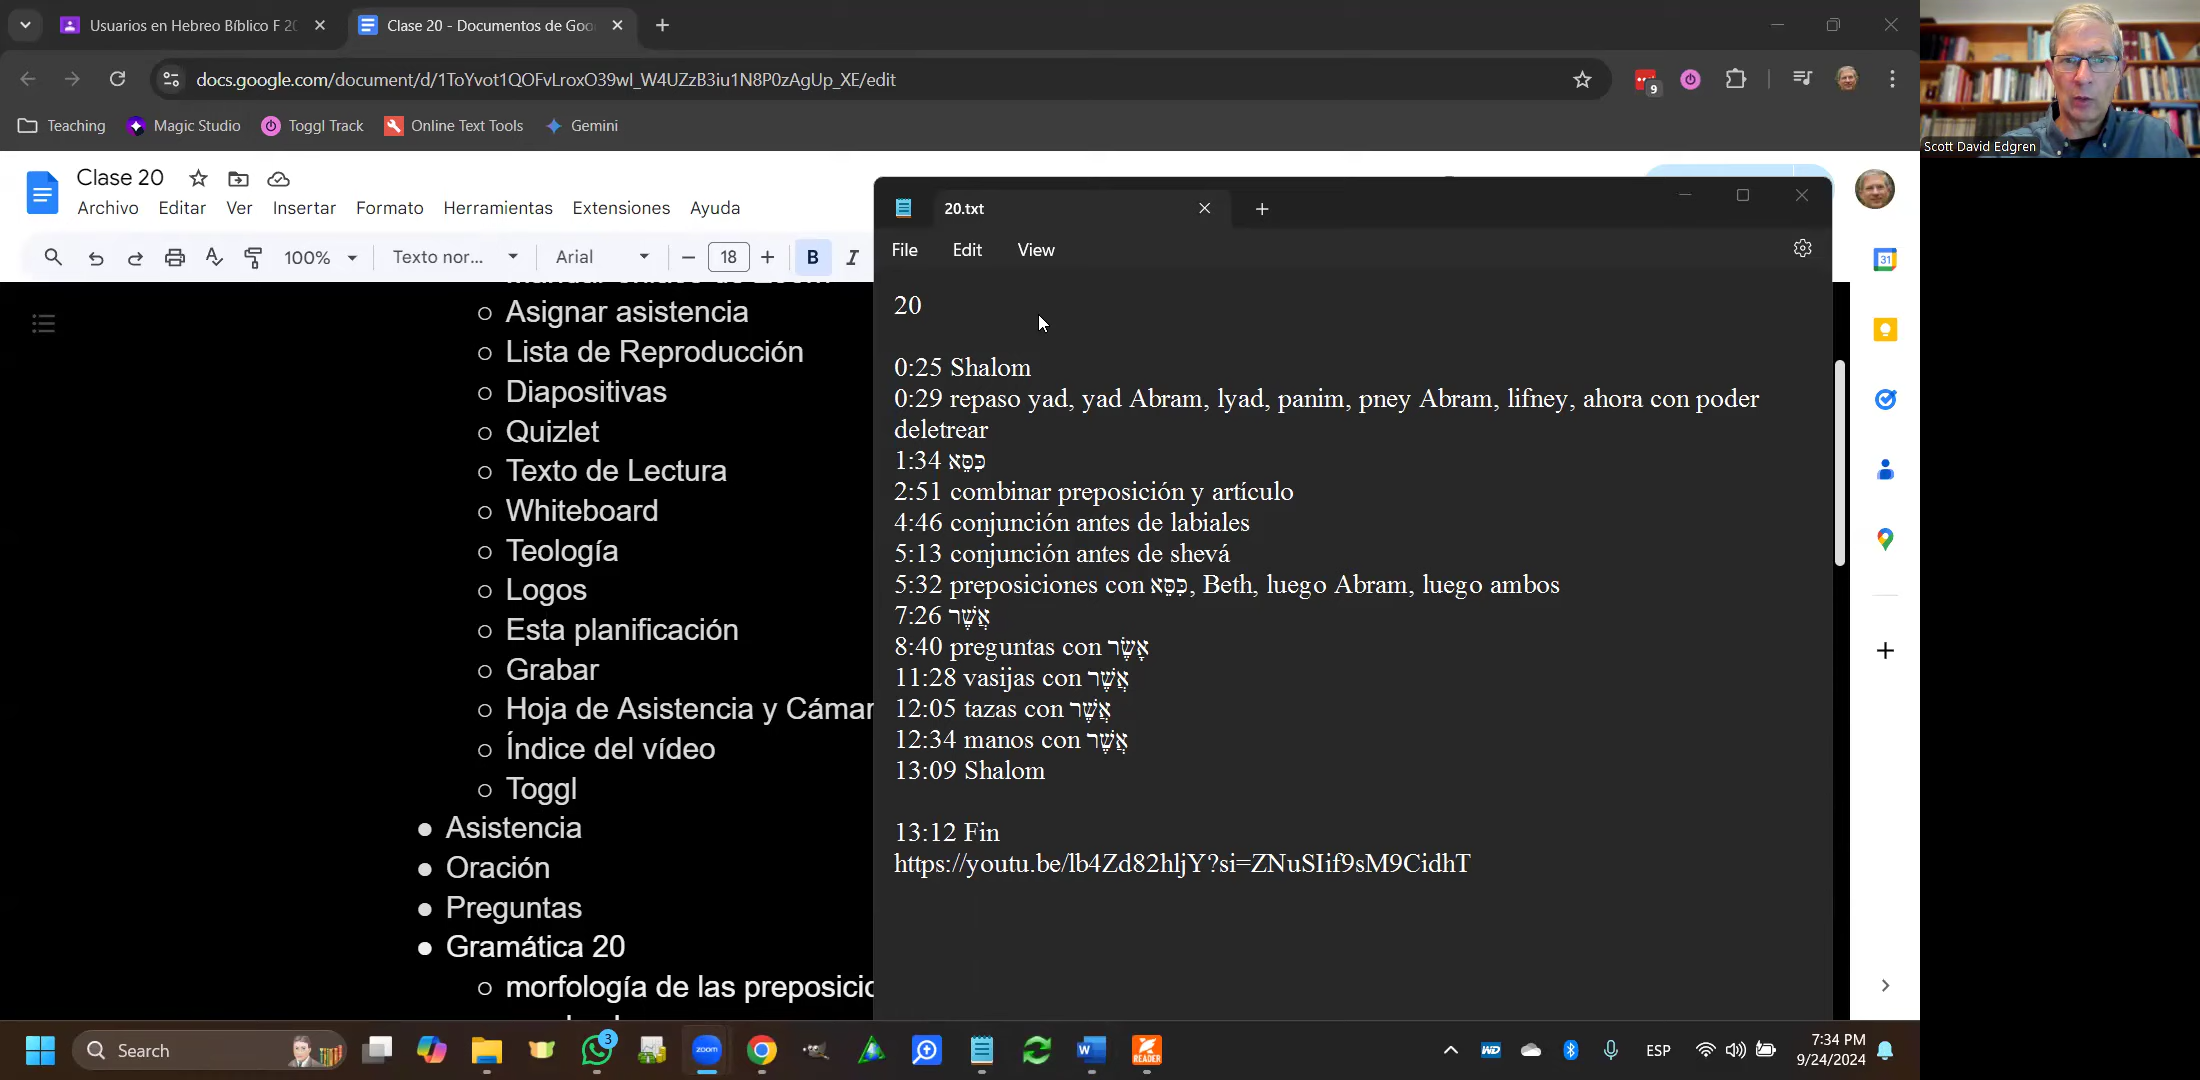 Usuarios en Hebreo Bíblico F 20
Clase 20 - Documentos de Goo
docs.google.com/document/d/1ToYvot1QOFvLroxO39wl_W4UZzB3iu1N8P0zAgUp_XE/edit
9
Teaching
Magic Studio
Toggl Track
Online Text Tools
Gemini
Scott David Edgren
Clase 20
Archivo Editar Ver Insertar Formato Herramientas Extensiones Ayuda
100% Texto nor... Arial 18 B I
Asignar asistencia
Lista de Reproducción
Diapositivas
Quizlet
Texto de Lectura
Whiteboard
Teología
Logos
Esta planificación
Grabar
Hoja de Asistencia y Cámar
Índice del vídeo
Toggl
Asistencia
Oración
Preguntas
Gramática 20
morfología de las preposici
20.txt
File Edit View
20
0:25 Shalom
0:29 repaso yad, yad Abram, lyad, panim, pney Abram, lifney, ahora con poder
deletrear
1:34 כִּסֵּא
2:51 combinar preposición y artículo
4:46 conjunción antes de labiales
5:13 conjunción antes de shevá
5:32 preposiciones con כִּסֵּא, Beth, luego Abram, luego ambos
7:26 אֲשֶׁר
8:40 preguntas con אָשֶׂר
11:28 vasijas con אֲשֶׁר
12:05 tazas con אֲשֶׁר
12:34 manos con אֲשֶׁר
13:09 Shalom
13:12 Fin
https://youtu.be/lb4Zd82hljY?si=ZNuSIif9sM9CidhT
31
Search
3
zoom
READER
WD
ESP
7:34 PM
9/24/2024